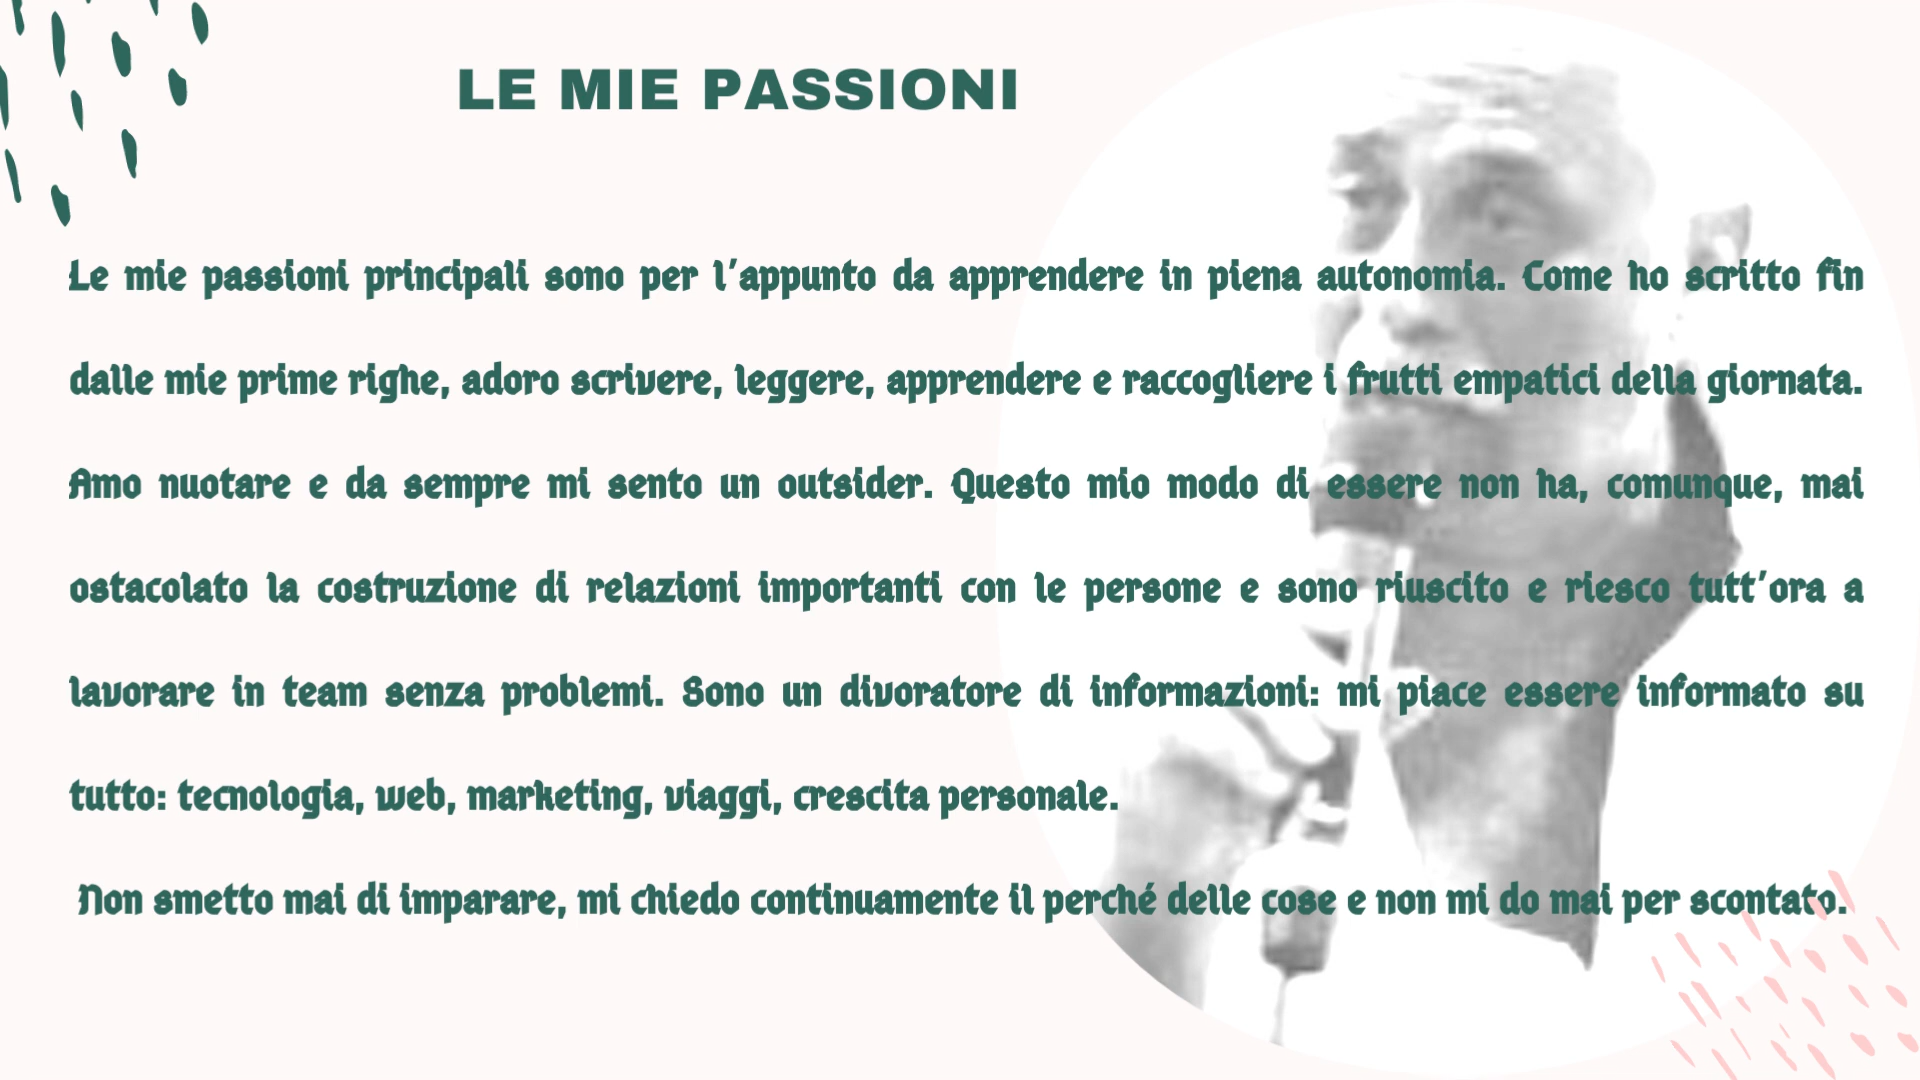 LE MIE PASSIONI
Le mie passioni principali sono per l'appunto da apprendere in piena autonomia. Come ho scritto fin
dalle mie prime righe, adoro scrivere, leggere, apprendere e raccogliere i frutti empatici della giornata.
Amo nuotare e da sempre mi sento un outsider. Questo mio modo di essere non ha, comunque, mai
ostacolato la costruzione di relazioni importanti con le persone e sono riuscito e riesco tutt'ora a
lavorare in team senza problemi. Sono un divoratore di informazioni: mi piace essere informato su
tutto: tecnologia, web, marketing, viaggi, crescita personale.
Non smetto mai di imparare, mi chiedo continuamente il perché delle cose e non mi do mai per scontato.